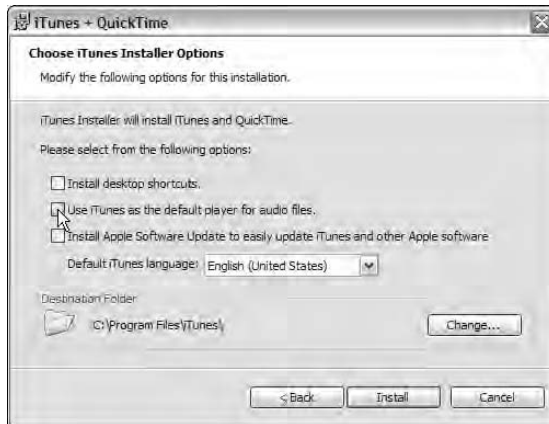 iTunes + QuickTime
Choose iTunes Installer Options
Modify the following options for this installation.
iTunes Installer will install iTunes and QuickTime.
Please select from the following options:
Install desktop shortcuts.
Use iTunes as the default player for audio files.
Install Apple Software Update to easily update iTunes and other Apple software
Default iTunes language: English (United States)
Destination Folder
C:\Program Files\iTunes\
Change...
< Back
Install
Cancel